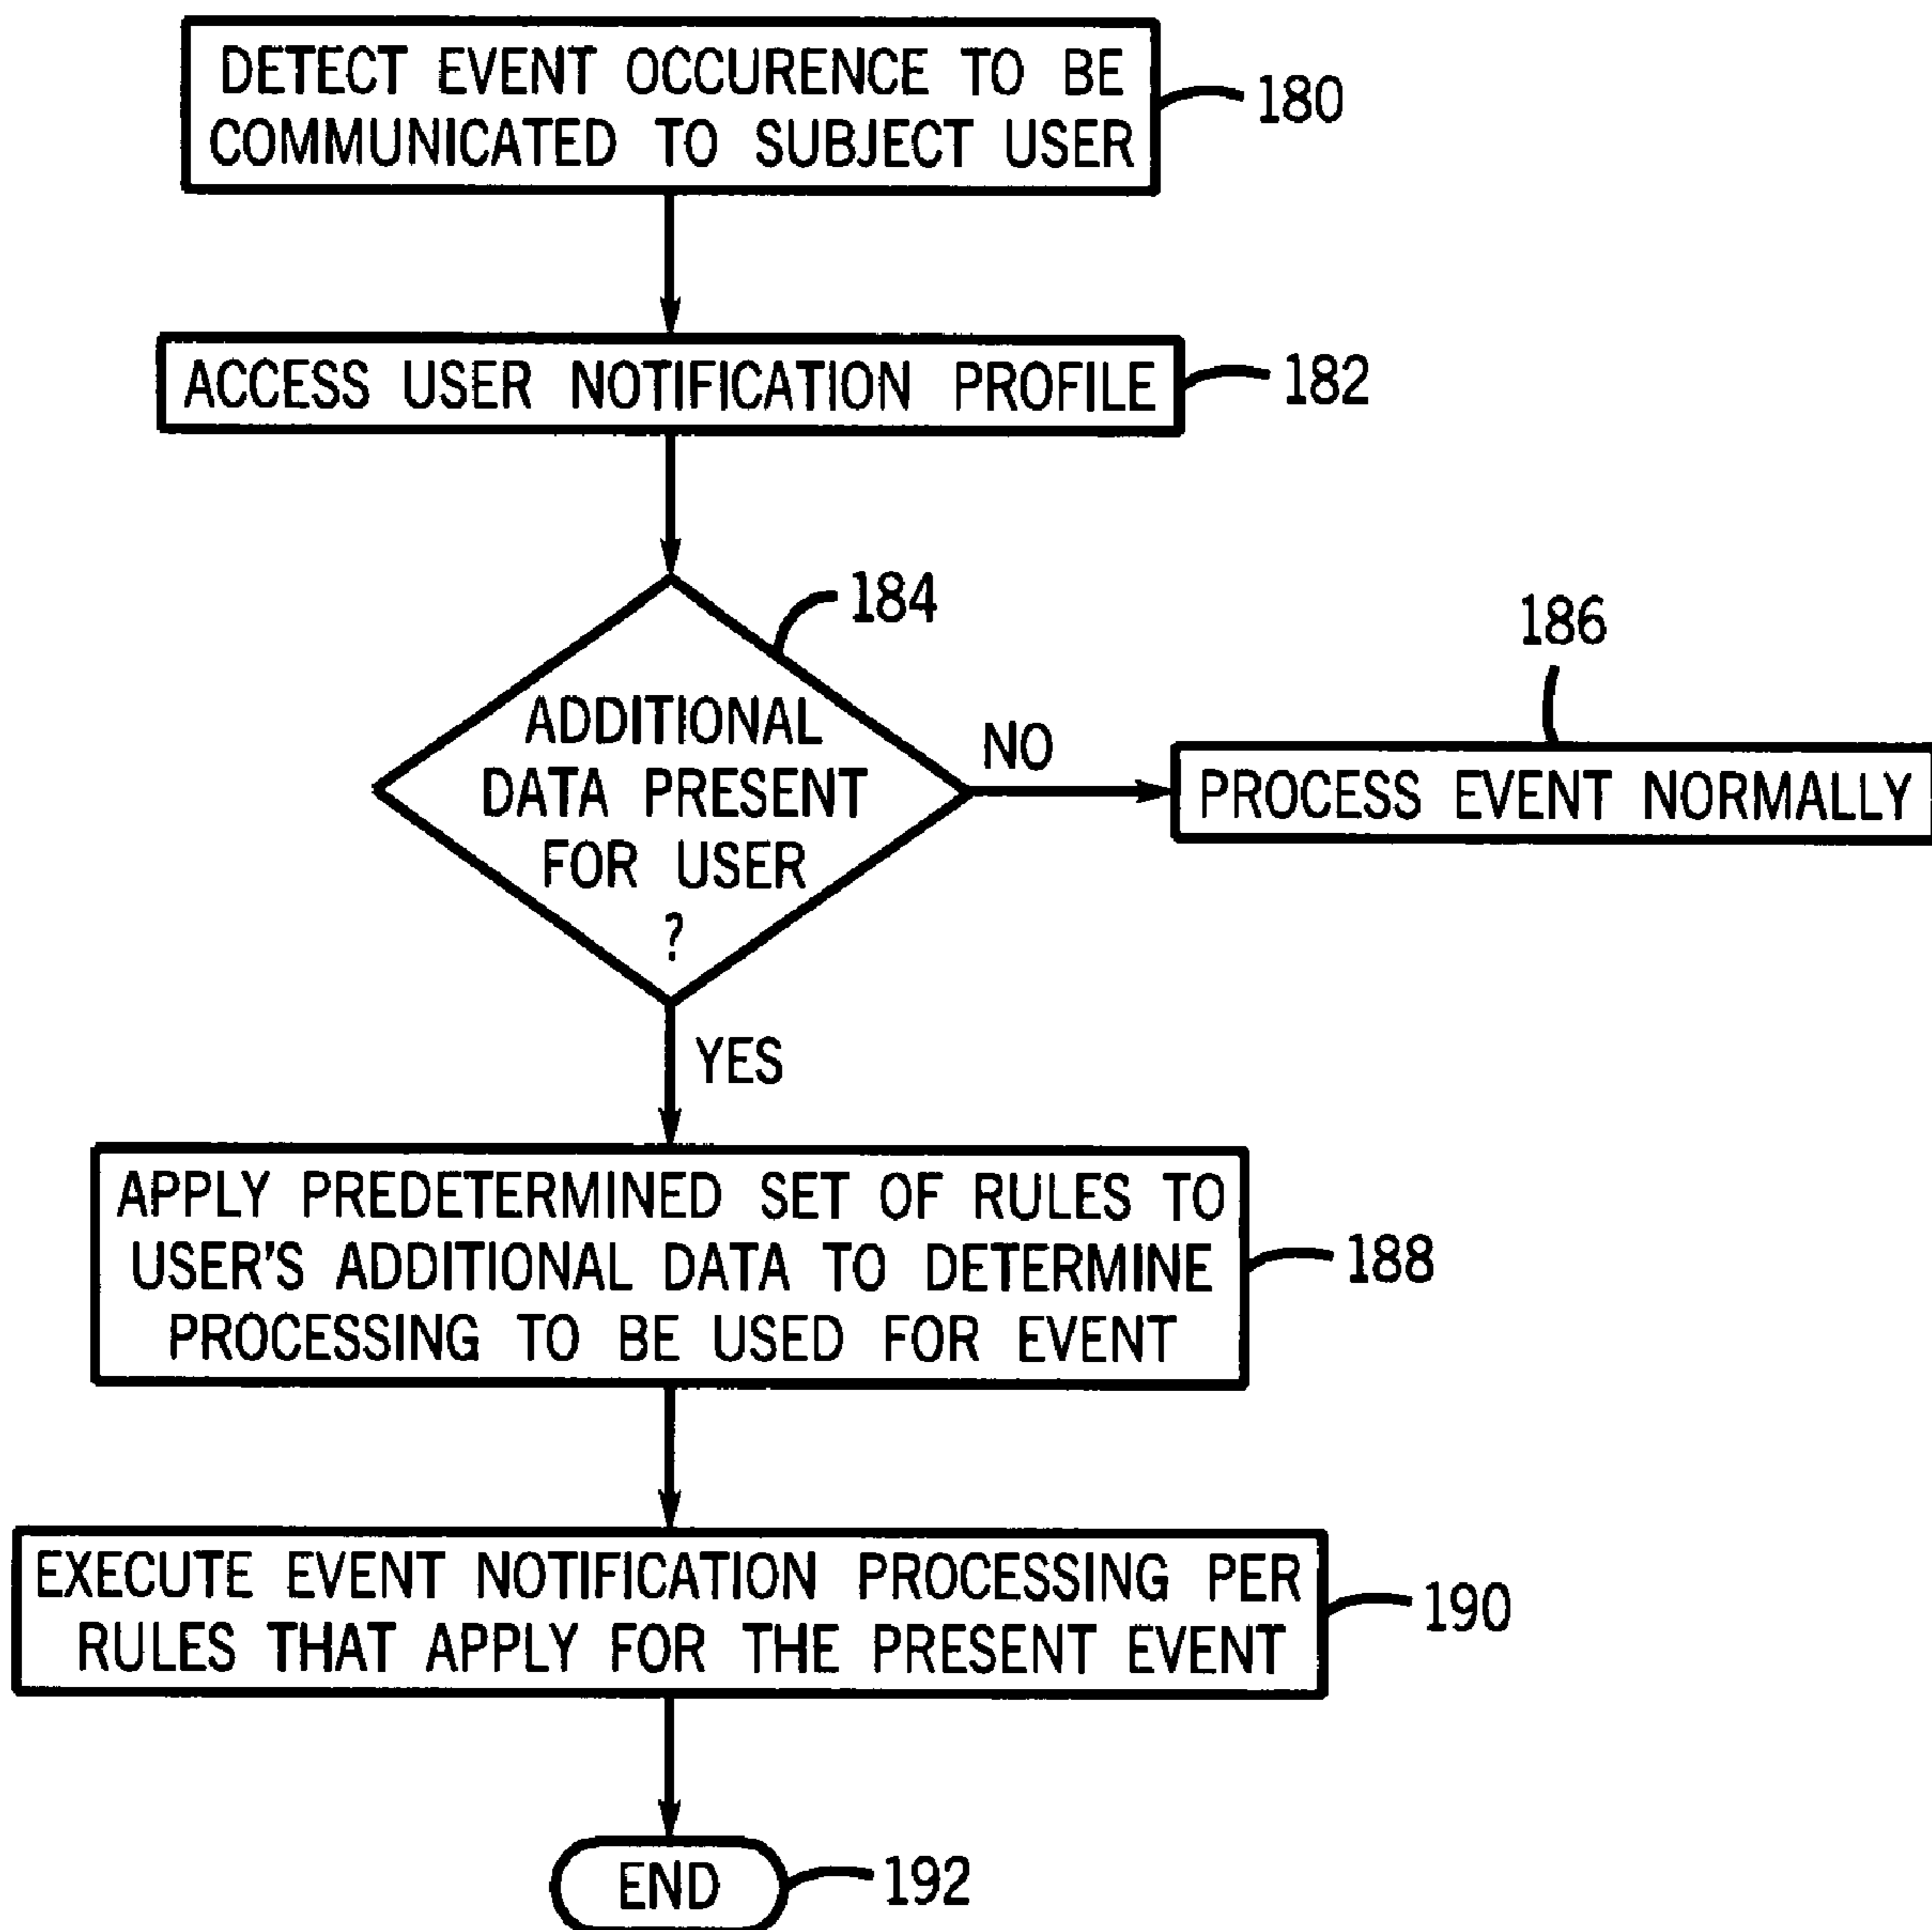 DETECT EVENT OCCURENCE TO BE
COMMUNICATED TO SUBJECT USER
180
ACCESS USER NOTIFICATION PROFILE
182
184
ADDITIONAL
DATA PRESENT
FOR USER
?
NO
186
PROCESS EVENT NORMALLY
YES
APPLY PREDETERMINED SET OF RULES TO
USER'S ADDITIONAL DATA TO DETERMINE
PROCESSING TO BE USED FOR EVENT
188
EXECUTE EVENT NOTIFICATION PROCESSING PER
RULES THAT APPLY FOR THE PRESENT EVENT
190
END
192